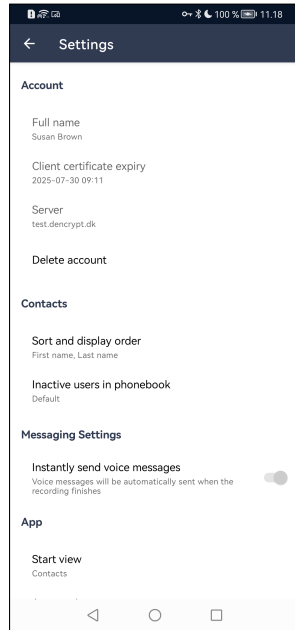 100 % 11.18
Settings
Account
Full name
Susan Brown
Client certificate expiry
2025-07-30 09:11
Server
test.dencrypt.dk
Delete account
Contacts
Sort and display order
First name, Last name
Inactive users in phonebook
Default
Messaging Settings
Instantly send voice messages
Voice messages will be automatically sent when the
recording finishes
App
Start view
Contacts